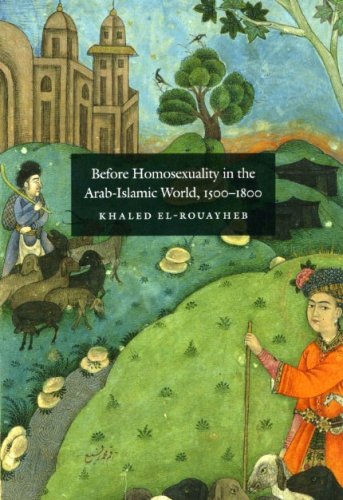 Before Homosexuality in the
Arab-Islamic World, 1500–1800
KHALED EL-ROUAYHEB